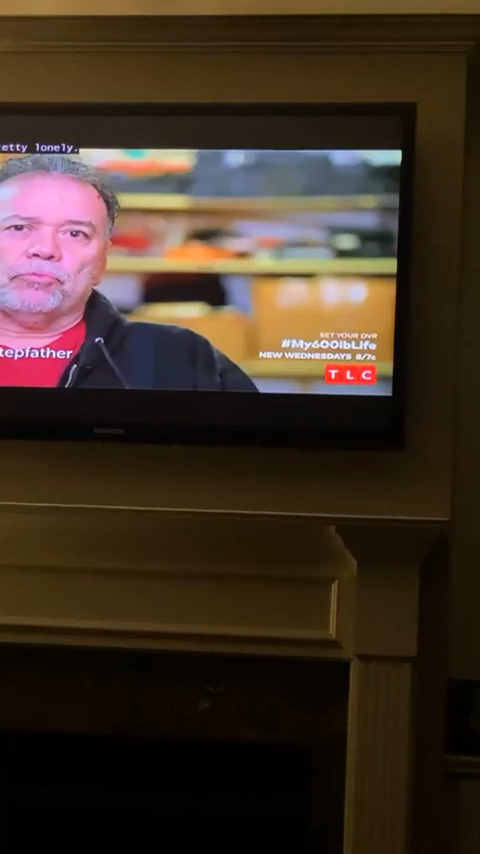 etty lonely.
tepfather
SET YOUR DVR
#My600lbLife
NEW WEDNESDAYS 8/7c
TLC